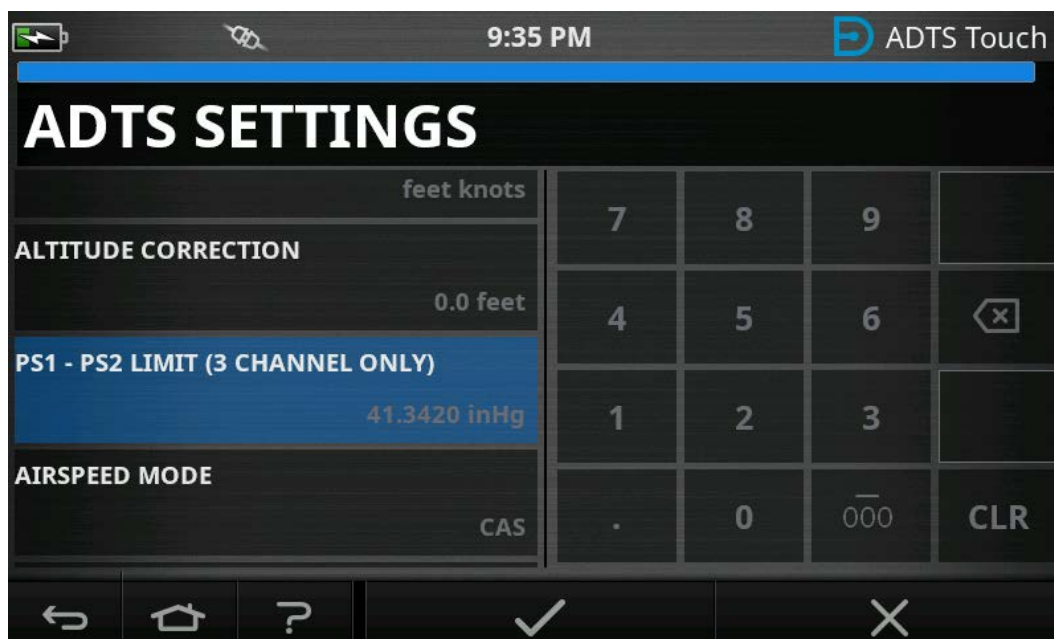 9:35 PM
ADTS Touch
ADTS SETTINGS
feet knots
ALTITUDE CORRECTION
0.0 feet
PS1 - PS2 LIMIT (3 CHANNEL ONLY)
41.3420 inHg
AIRSPEED MODE
CAS
7 8 9
4 5 6
1 2 3
. 0 000 CLR